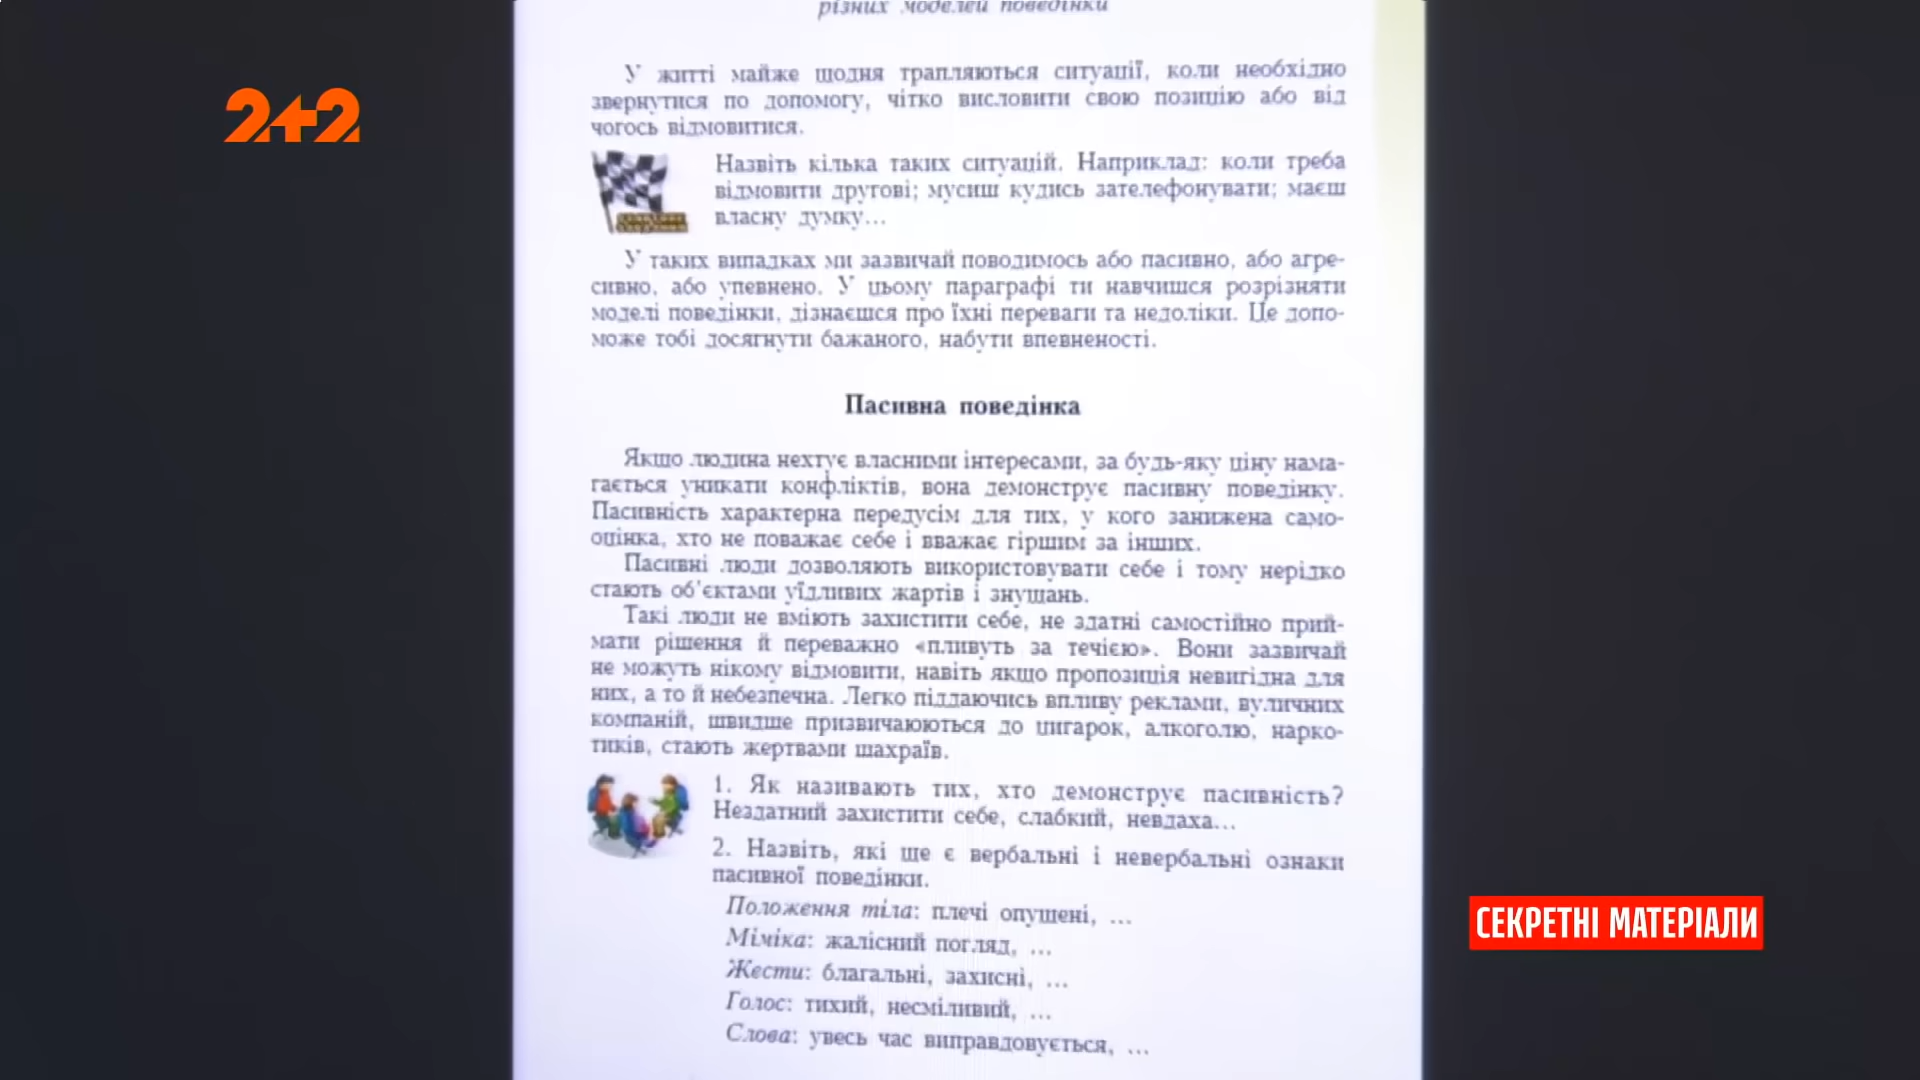 різних моделей поведінки
2+2
У житті майже щодня трапляються ситуації, коли необхідно
звернутися по допомогу, чітко висловити свою позицію або від
чогось відмовитися.
Назвіть кілька таких ситуацій. Наприклад: коли треба
відмовити другові; мусиш кудись зателефонувати; маєш
власну думку...
У таких випадках ми зазвичай поводимось або пасивно, або агре-
сивно, або упевнено. У цьому параграфі ти навчишся розрізняти
моделі поведінки, дізнаєшся про їхні переваги та недоліки. Це допо-
може тобі досягнути бажаного, набути впевненості.
Пасивна поведінка
Якщо людина нехтує власними інтересами, за будь-яку ціну нама-
гається уникати конфліктів, вона демонструє пасивну поведінку.
Пасивність характерна передусім для тих, у кого занижена само-
оцінка, хто не поважає себе і вважає гіршим за інших.
Пасивні люди дозволяють використовувати себе і тому нерідко
стають об'єктами уїдливих жартів і знущань.
Такі люди не вміють захистити себе, не здатні самостійно прий-
мати рішення й переважно «пливуть за течією». Вони зазвичай
не можуть нікому відмовити, навіть якщо пропозиція невигідна для
них, а то й небезпечна. Легко піддаючись впливу реклами, вуличних
компаній, швидше призвичаюються до цигарок, алкоголю, нарко-
тиків, стають жертвами шахраїв.
1. Як називають тих, хто демонструє пасивність?
Нездатний захистити себе, слабкий, невдаха...
2. Назвіть, які ще є вербальні і невербальні ознаки
пасивної поведінки.
Положення тіла: плечі опущені, ...
Міміка: жалісний погляд, ...
Жести: благальні, захисні, ...
Голос: тихий, несміливий, ...
Слова: увесь час виправдовується, ...
СЕКРЕТНІ МАТЕРІАЛИ